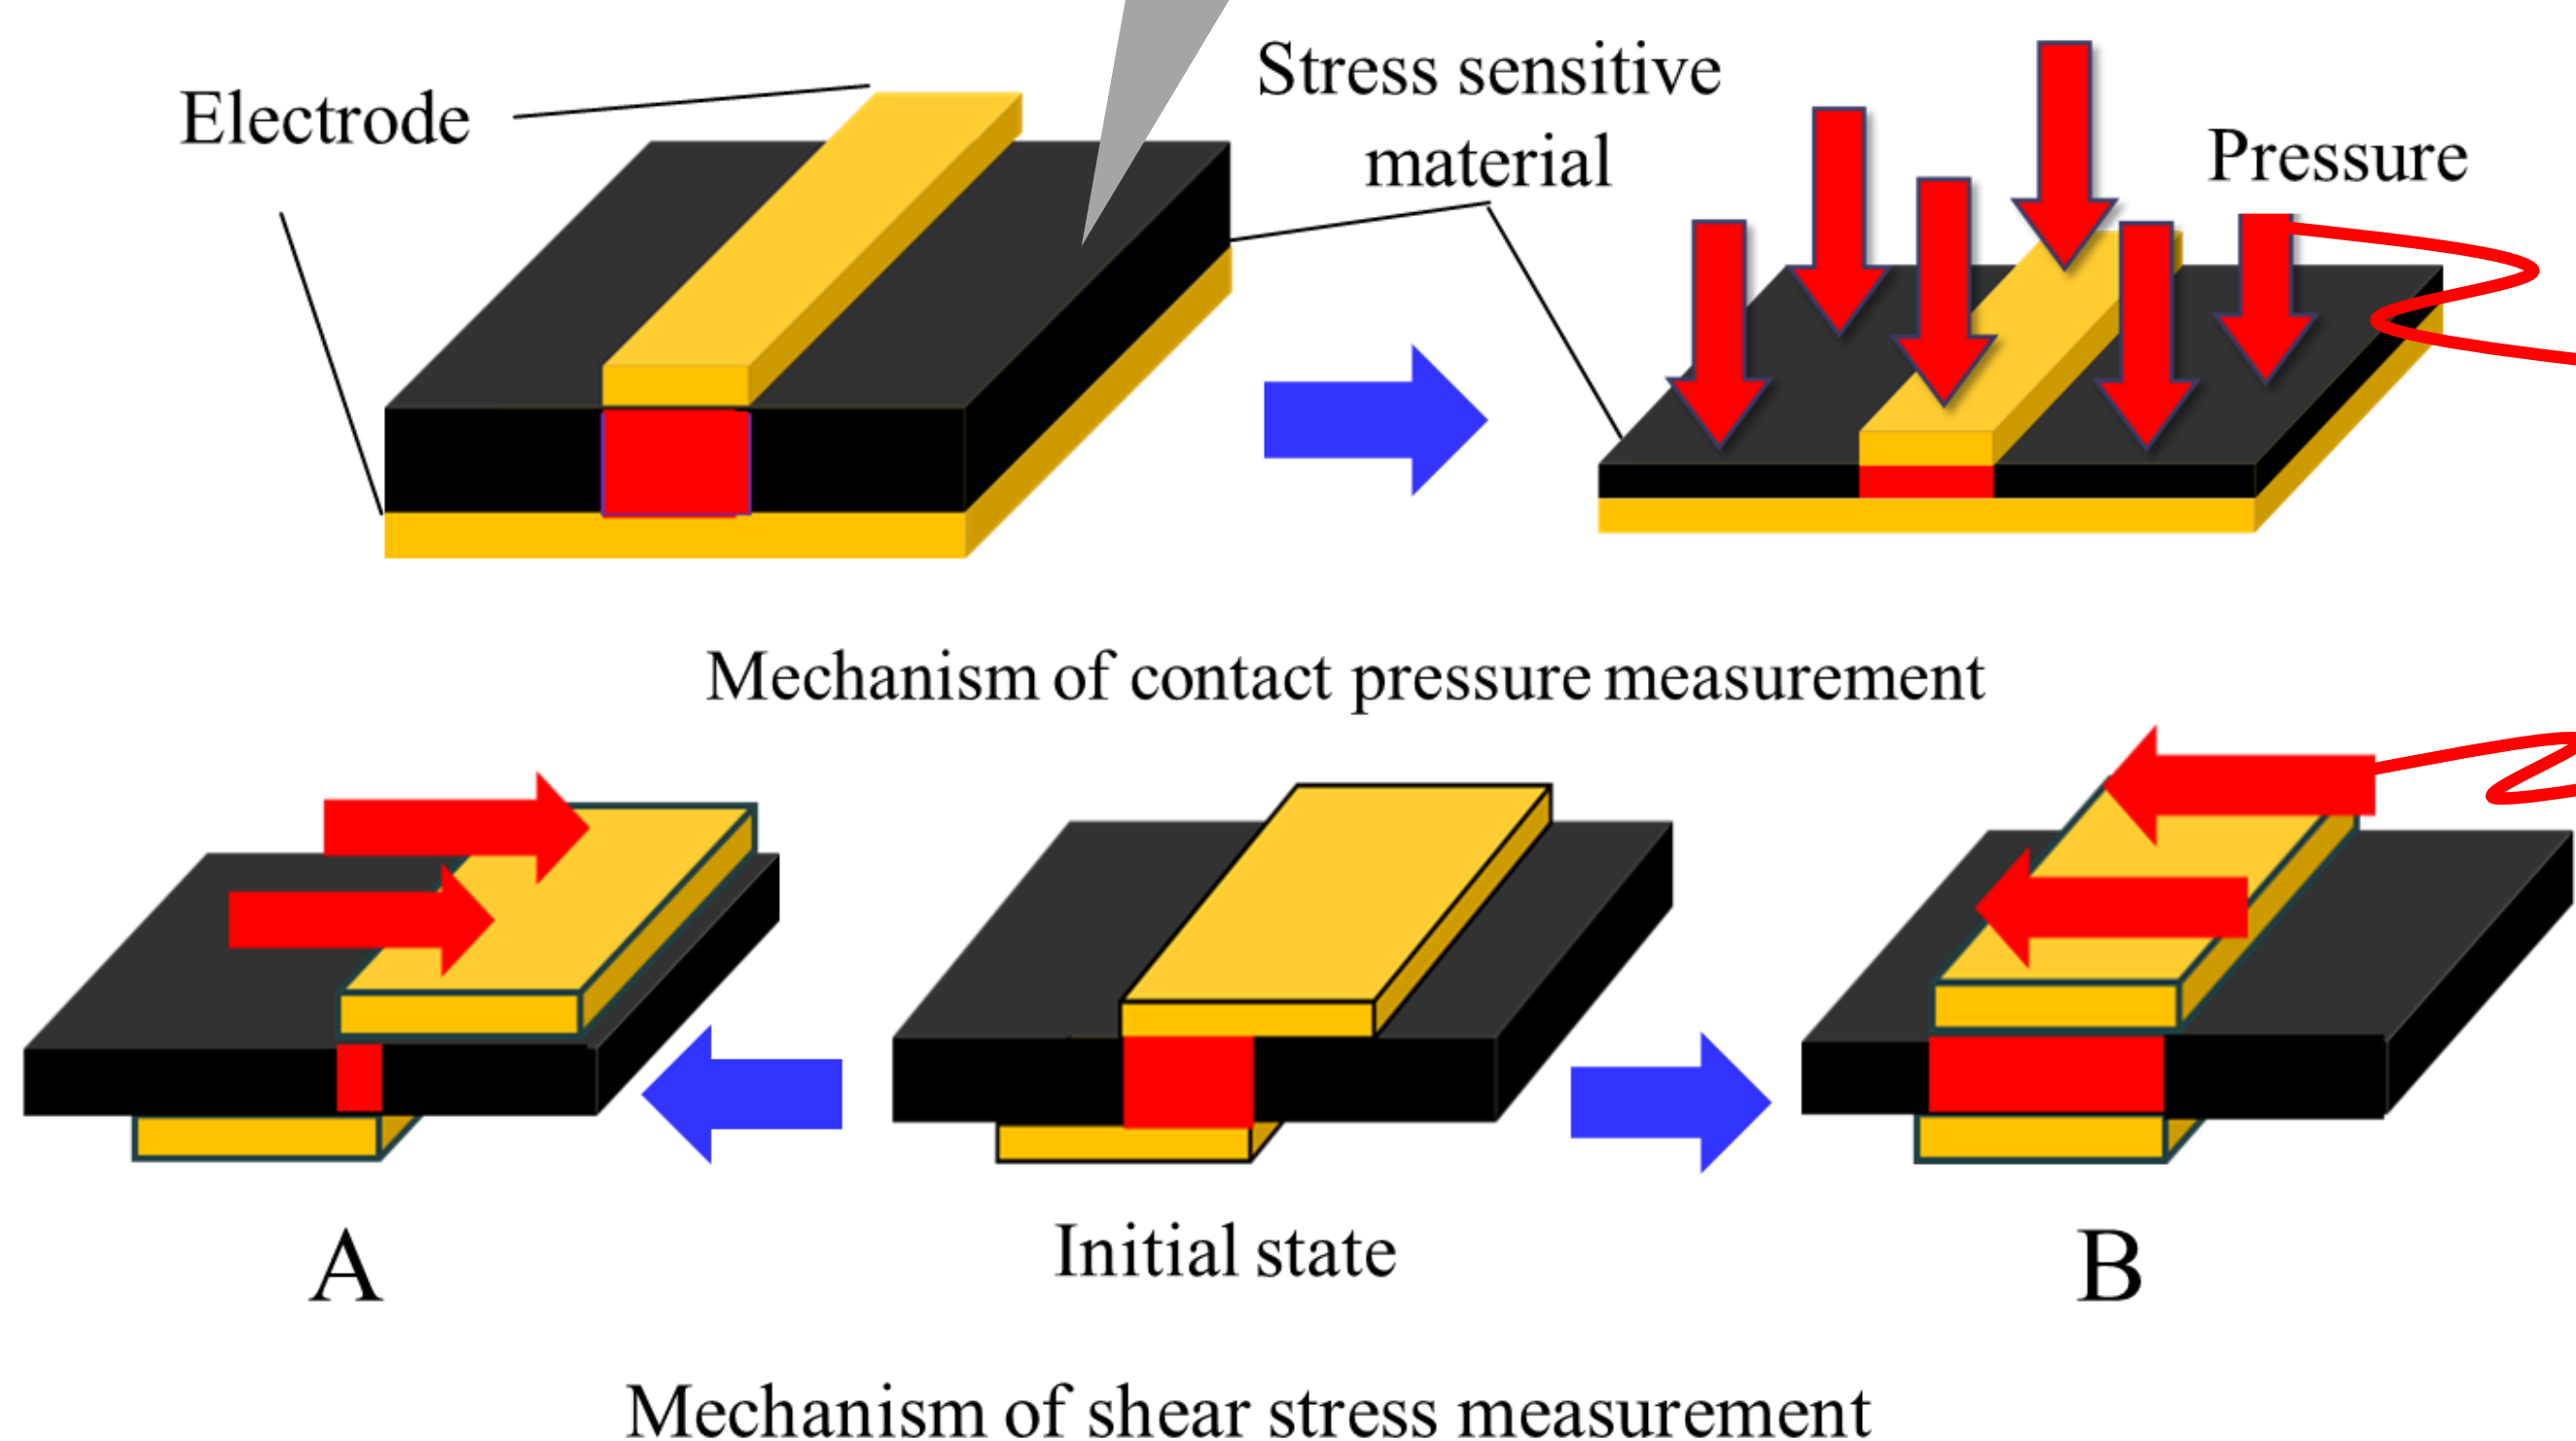 Electrode
Stress sensitive
material
Pressure
Mechanism of contact pressure measurement
A
Initial state
B
Mechanism of shear stress measurement